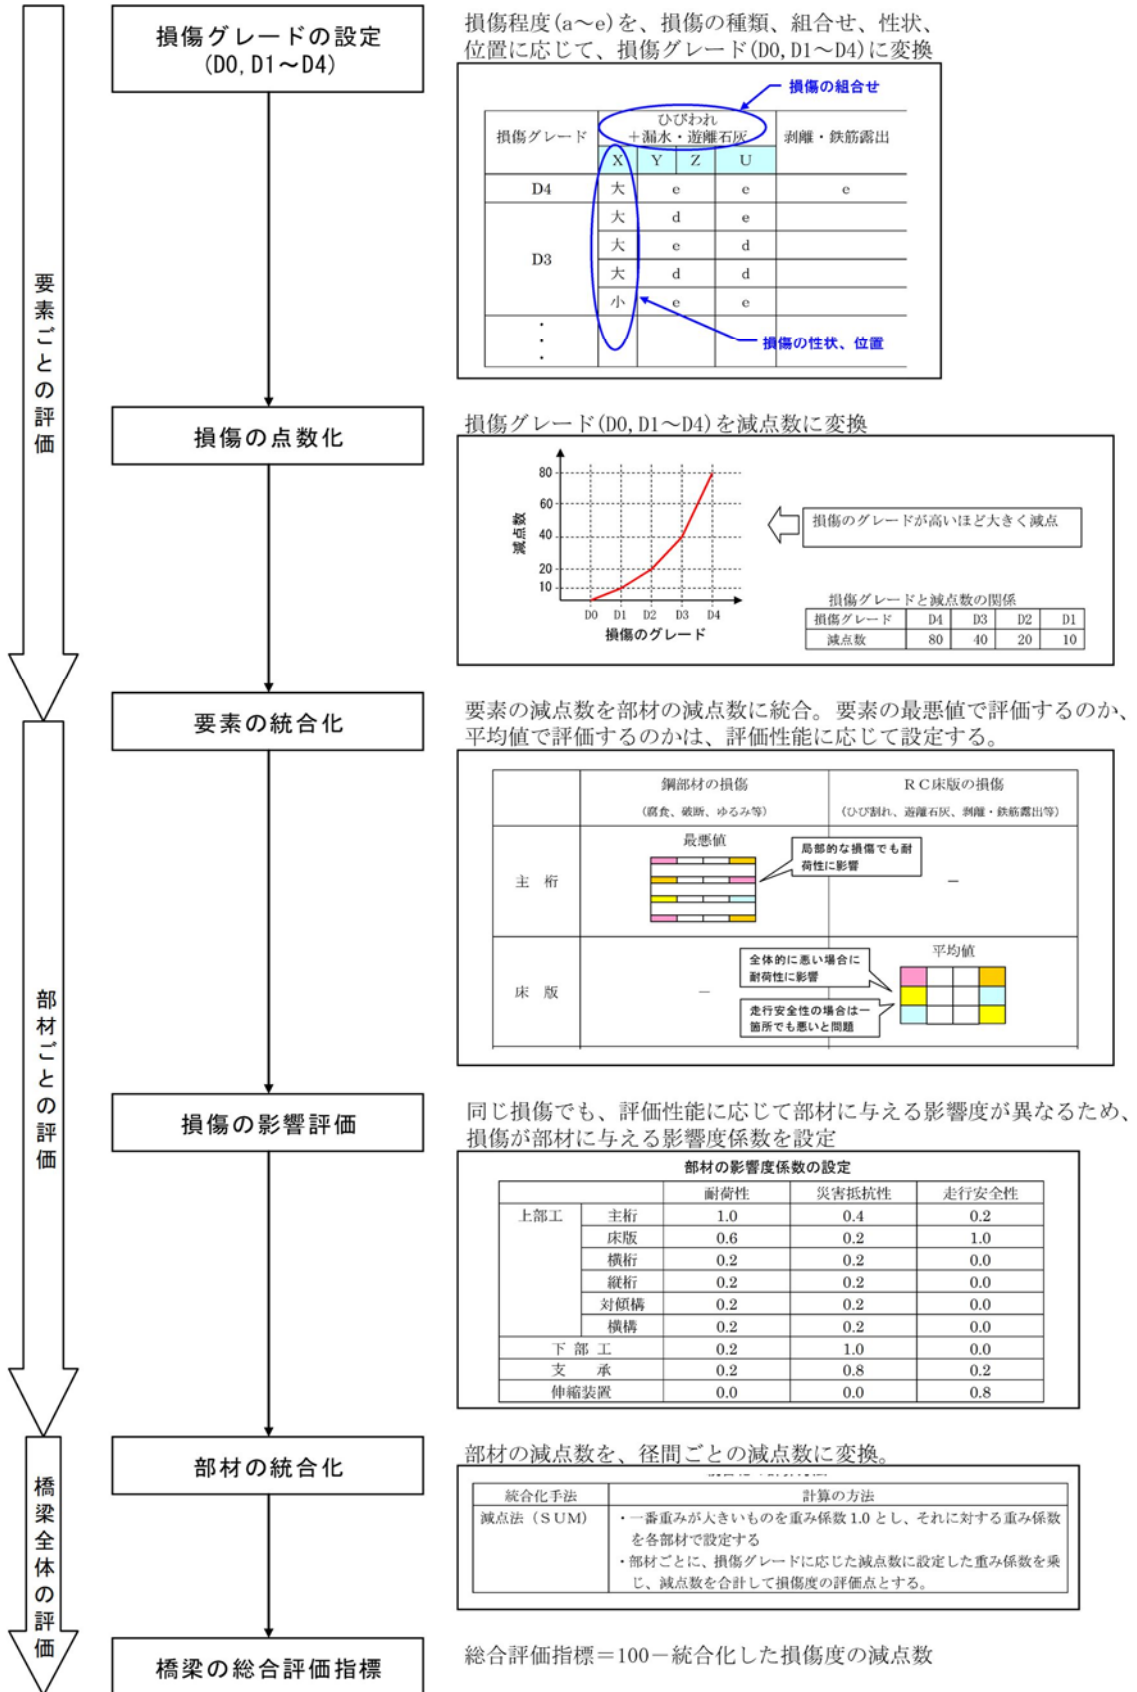 要素ごとの評価
部材ごとの評価
橋梁全体の評価
損傷グレードの設定
(D0, D1～D4)
損傷程度(a～e)を、損傷の種類、組合せ、性状、
位置に応じて、損傷グレード(D0, D1～D4)に変換
損傷の組合せ
損傷グレード
ひびわれ
＋漏水・遊離石灰
剥離・鉄筋露出
X Y Z U
D4 大 e e e
大 d e
大 e d
D3
大 d d
小 e e
・
・
・
損傷の性状、位置
損傷の点数化
損傷グレード(D0, D1～D4)を減点数に変換
減点数
80
60
40
20
10
D0 D1 D2 D3 D4
損傷のグレード
損傷のグレードが高いほど大きく減点
損傷グレードと減点数の関係
損傷グレード D4 D3 D2 D1
減点数 80 40 20 10
要素の統合化
要素の減点数を部材の減点数に統合。要素の最悪値で評価するのか、
平均値で評価するのかは、評価性能に応じて設定する。
鋼部材の損傷 ＲＣ床版の損傷
(腐食、破断、ゆるみ等) (ひび割れ、遊離石灰、剥離・鉄筋露出等)
主 桁
最悪値
局部的な損傷でも耐
荷性に影響
－
床 版
－
平均値
全体的に悪い場合に
耐荷性に影響
走行安全性の場合は一
箇所でも悪いと問題
損傷の影響評価
同じ損傷でも、評価性能に応じて部材に与える影響度が異なるため、
損傷が部材に与える影響度係数を設定
部材の影響度係数の設定
耐荷性 災害抵抗性 走行安全性
上部工 主桁 1.0 0.4 0.2
床版 0.6 0.2 1.0
横桁 0.2 0.2 0.0
縦桁 0.2 0.2 0.0
対傾構 0.2 0.2 0.0
横構 0.2 0.2 0.0
下 部 工 0.2 1.0 0.0
支 承 0.2 0.8 0.2
伸縮装置 0.0 0.0 0.8
部材の統合化
部材の減点数を、径間ごとの減点数に変換。
統合化手法 計算の方法
減点法（ＳＵＭ） ・一番重みが大きいものを重み係数 1.0 とし、それに対する重み係数
を各部材で設定する
・部材ごとに、損傷グレードに応じた減点数に設定した重み係数を乗
じ、減点数を合計して損傷度の評価点とする。
橋梁の総合評価指標
総合評価指標＝100－統合化した損傷度の減点数